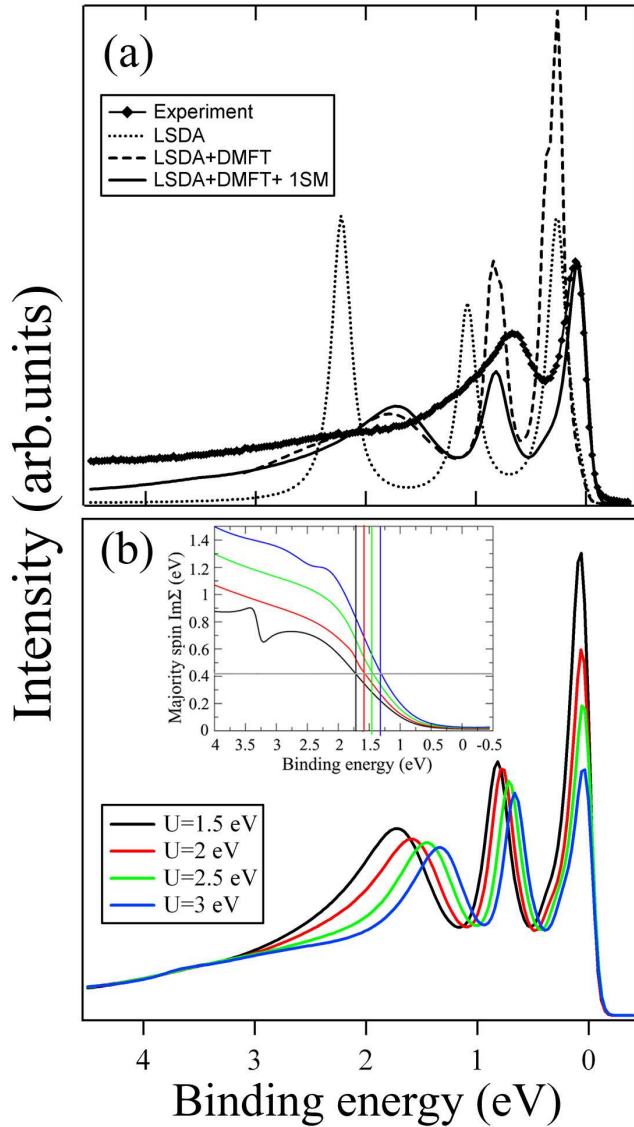 (a)
Experiment
LSDA
LSDA+DMFT
LSDA+DMFT+ 1SM
Intensity (arb.units)
(b)
Majority spin ImΣ (eV)
1.4
1.2
1
0.8
0.6
0.4
0.2
0
4 3.5 3 2.5 2 1.5 1 0.5 0 -0.5
Binding energy (eV)
U=1.5 eV
U=2 eV
U=2.5 eV
U=3 eV
4 3 2 1 0
Binding energy (eV)